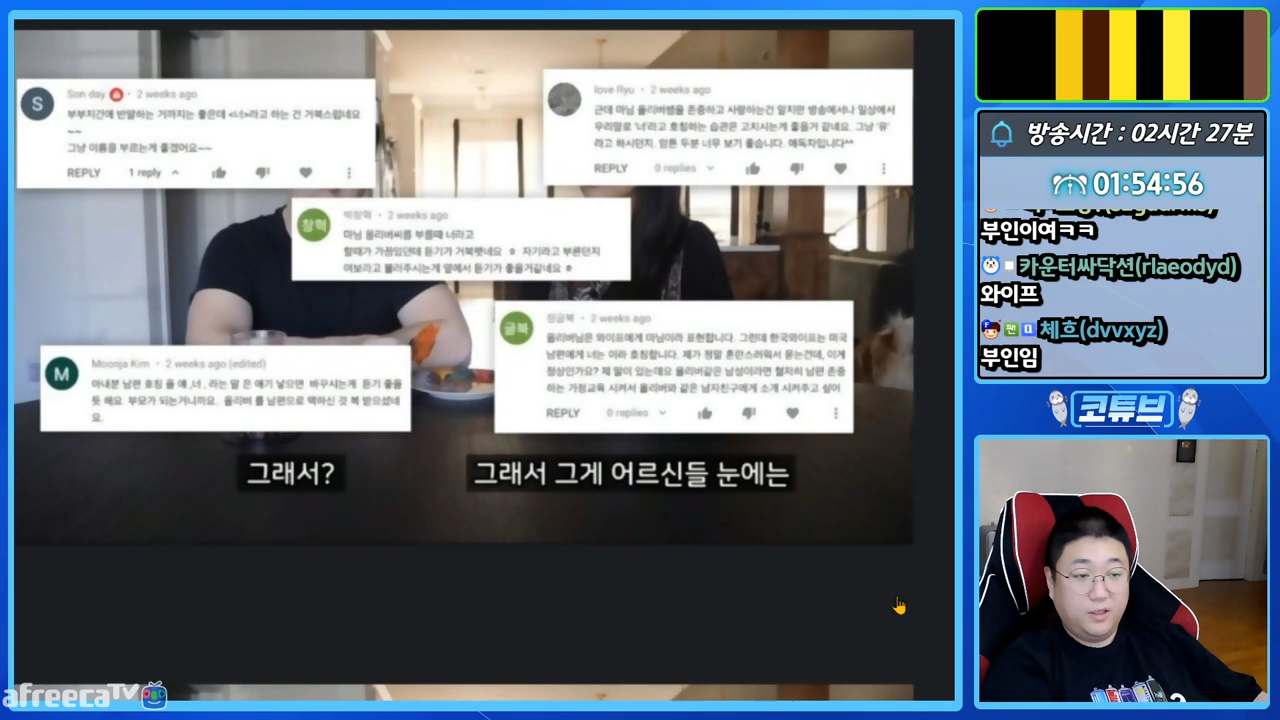 Son day • 2 weeks ago
부부지간에 반말하는 거까지는 좋은데 <너>라고 하는 건 거북스럽네요
~~
그냥 이름을 부르는게 좋겠어요~~
REPLY 1 reply
love Ryu • 2 weeks ago
근데 마님 올리버쌤을 존중하고 사랑하는건 알지만 방송에서나 일상에서
우리말로 '너'라고 호칭하는 습관은 고치시는게 좋을거 같네요. 그냥 '유'
라고 하시던지. 암튼 두분 너무 보기 좋습니다. 애독자입니다^^
REPLY 0 replies
창혁
박창혁 • 2 weeks ago
마님 올리버씨를 부를때 너라고
할때가 가끔있던데 듣기가 거북햇네요 ㅎ 자기라고 부른던지
여보라고 불러주시는게 옆에서 듣기가 좋을거같네요 ㅎ
글복
정글복 • 2 weeks ago
올리버님은 와이프에게 마님이라 표현합니다. 그런데 한국와이프는 미국
남편에게 너는 이라 호칭합니다. 제가 정말 혼란스러워서 묻는건데, 이게
정상인가요? 제 딸이 있는데요 올리버같은 남성이라면 철저히 남편 존중
하는 가정교육 시켜서 올리버와 같은 남자친구에게 소개 시켜주고 싶어
REPLY 0 replies
Moonja Kim • 2 weeks ago (edited)
아내분 남편 호칭 을 얘 ,너 , 라는 말 은 애기 낳으면 바꾸시는게 듣기 좋을
듯 해요. 부모가 되는거니까요. 올리버 를 남편으로 택하신 것 복 받으셨네
요.
그래서?
그래서 그게 어르신들 눈에는
afreecaTV
방송시간 : 02시간 27분
01:54:56
부인이여ㅋㅋ
카운터싸닥션(rlaeodyd)
와이프
팬
체흐(dvvxyz)
부인임
코튜브